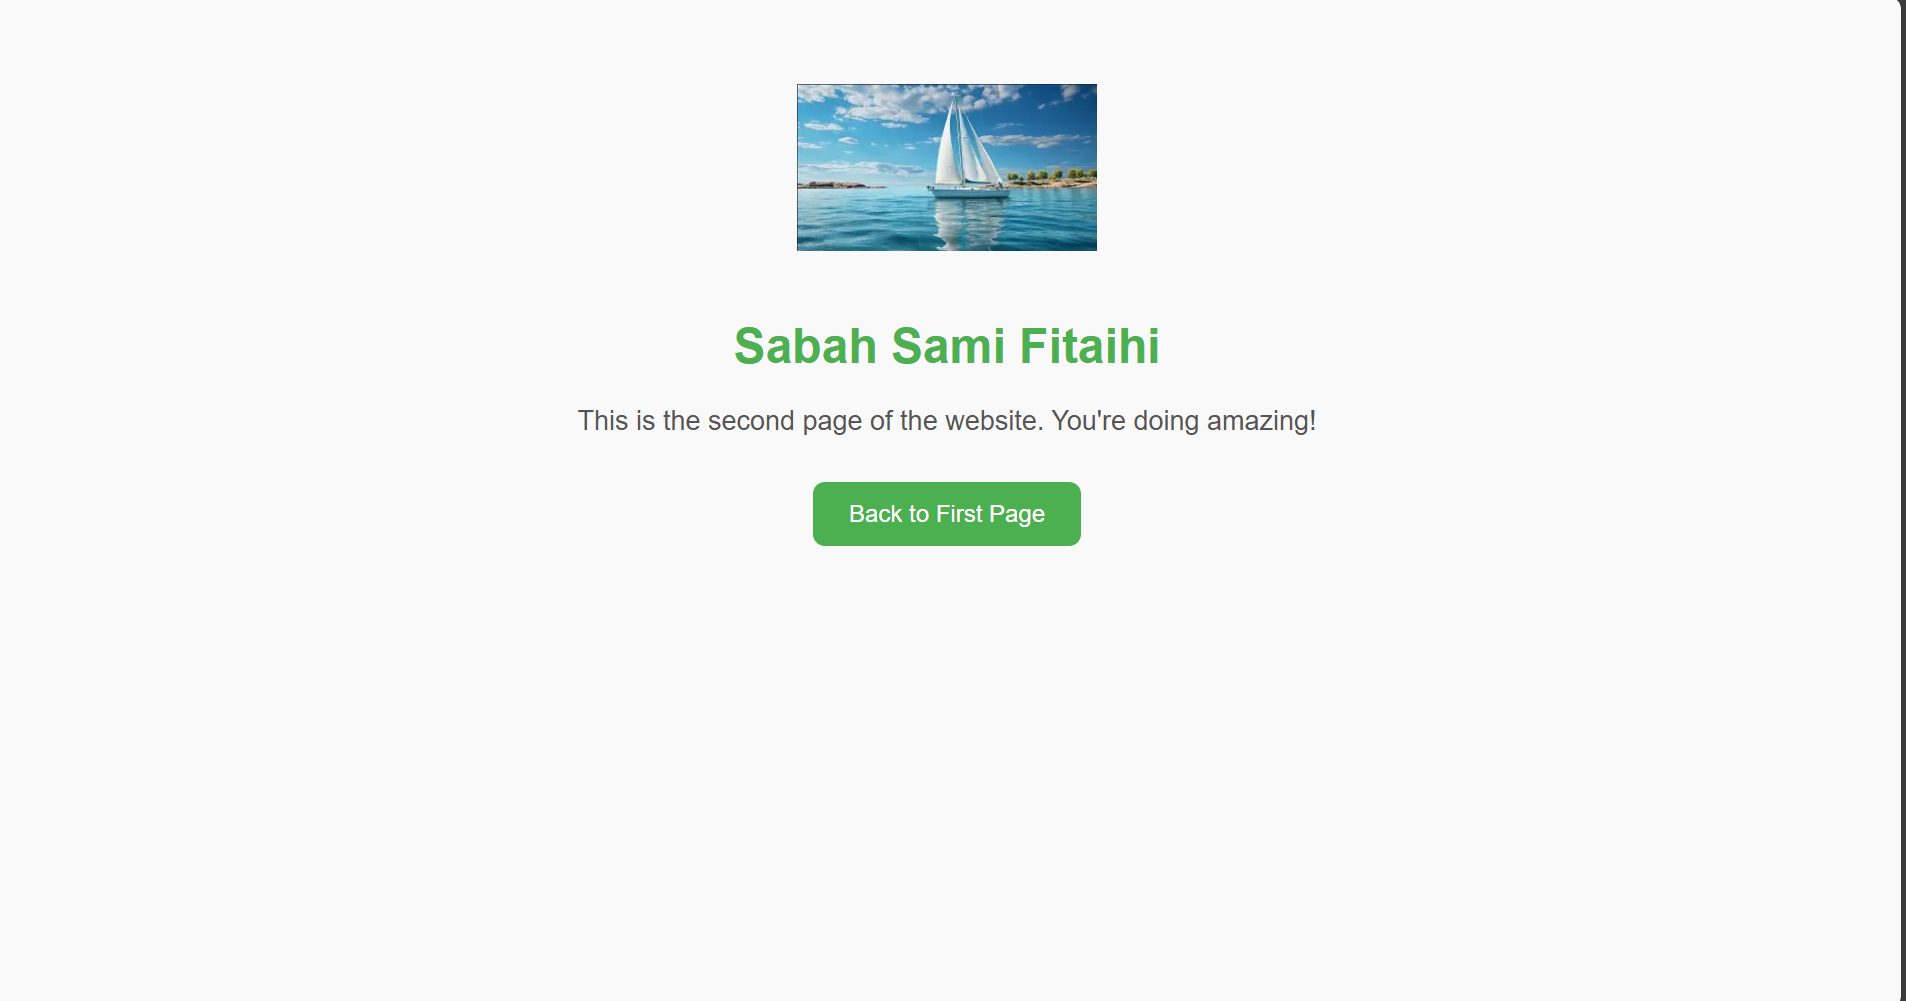 Sabah Sami Fitaihi
This is the second page of the website. You're doing amazing!
Back to First Page